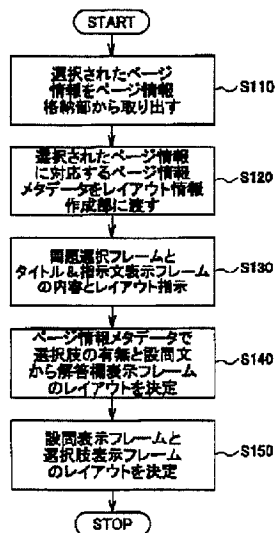 START
選択されたページ
情報をページ情報
格納部から取り出す
S110
選択されたページ情報
に対応するページ情報
メタデータをレイアウト情報
作成部に渡す
S120
問題選択フレームと
タイトル&指示文表示フレーム
の内容とレイアウト指示
S130
ページ情報メタデータで
選択肢の有無と設問文
から解答欄表示フレーム
のレイアウトを決定
S140
設問表示フレームと
選択肢表示フレーム
のレイアウトを決定
S150
STOP